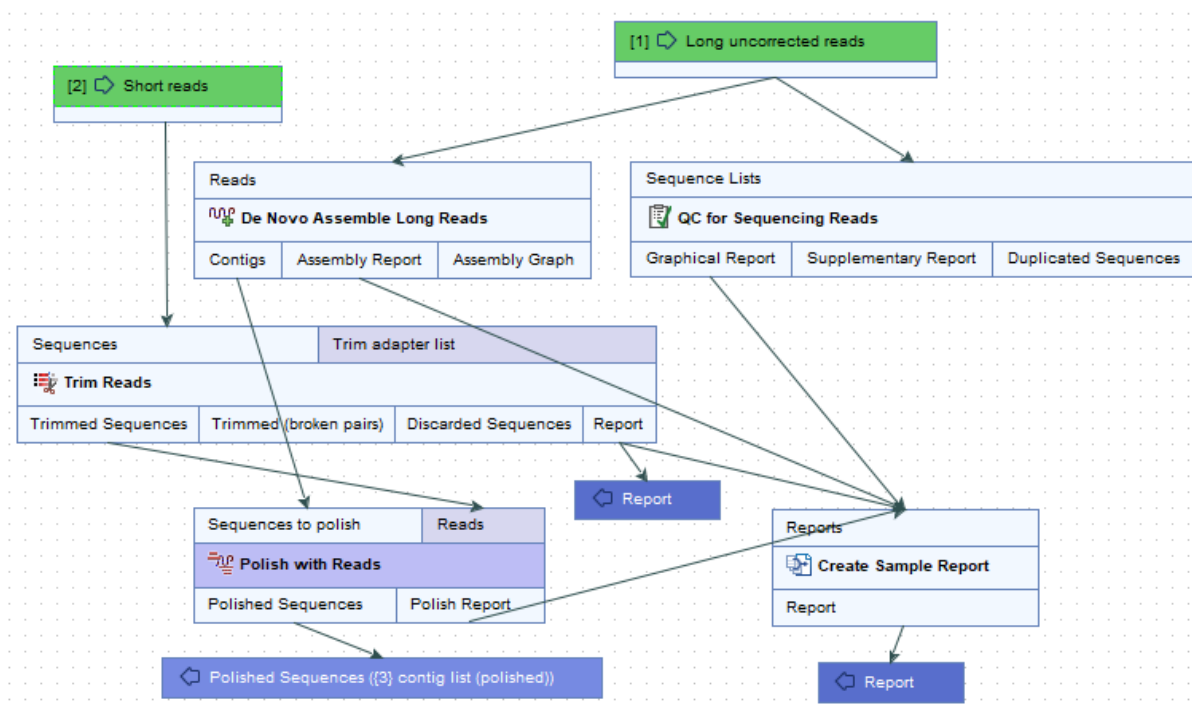 [1] Long uncorrected reads
[2] Short reads
Reads
De Novo Assemble Long Reads
Contigs Assembly Report Assembly Graph
Sequence Lists
QC for Sequencing Reads
Graphical Report Supplementary Report Duplicated Sequences
Sequences Trim adapter list
Trim Reads
Trimmed Sequences Trimmed (broken pairs) Discarded Sequences Report
Report
Sequences to polish Reads
Polish with Reads
Polished Sequences Polish Report
Reports
Create Sample Report
Report
Polished Sequences ({3} contig list (polished))
Report